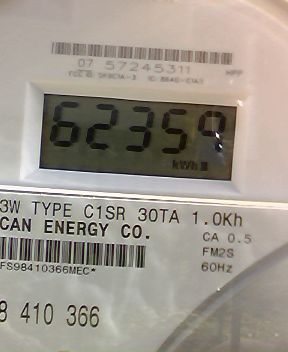 07 57245311
HPP
62359
kWh
3W TYPE C1SR 30TA 1.0Kh
CAN ENERGY CO.
CA 0.5
FM2S
60Hz
FS98410366MEC*
8 410 366